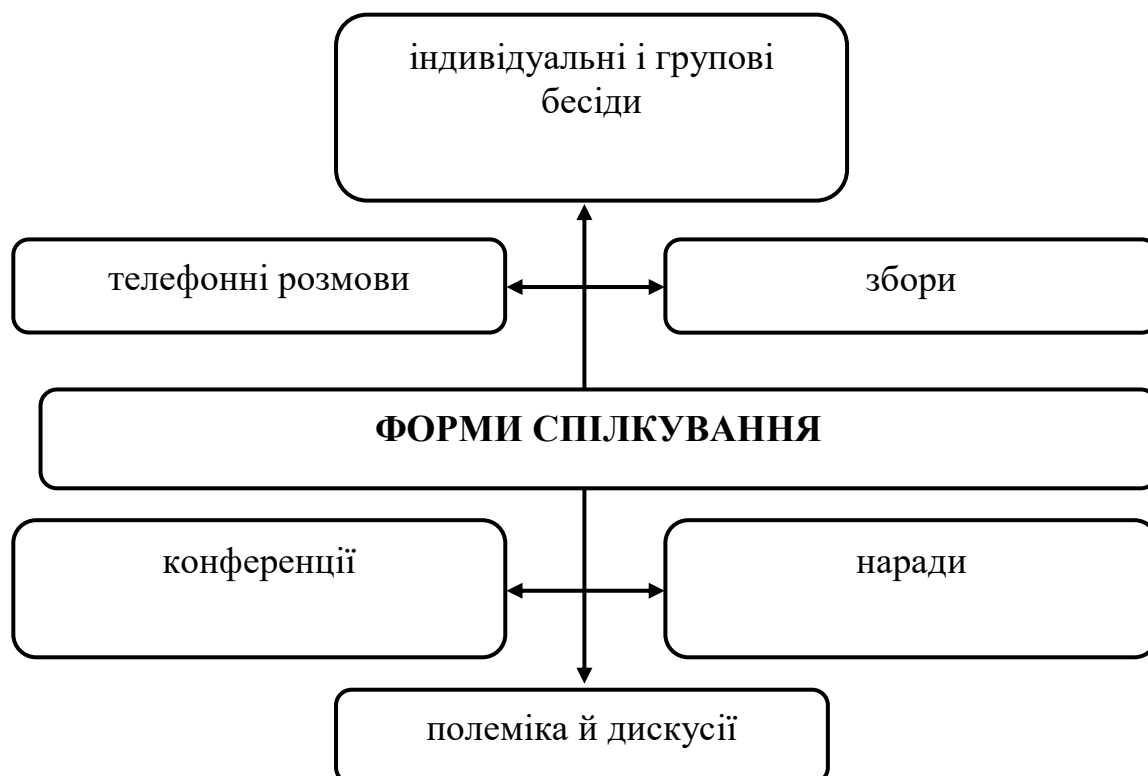 індивідуальні і групові
бесіди
телефонні розмови
збори
ФОРМИ СПІЛКУВАННЯ
конференції
наради
полеміка й дискусії